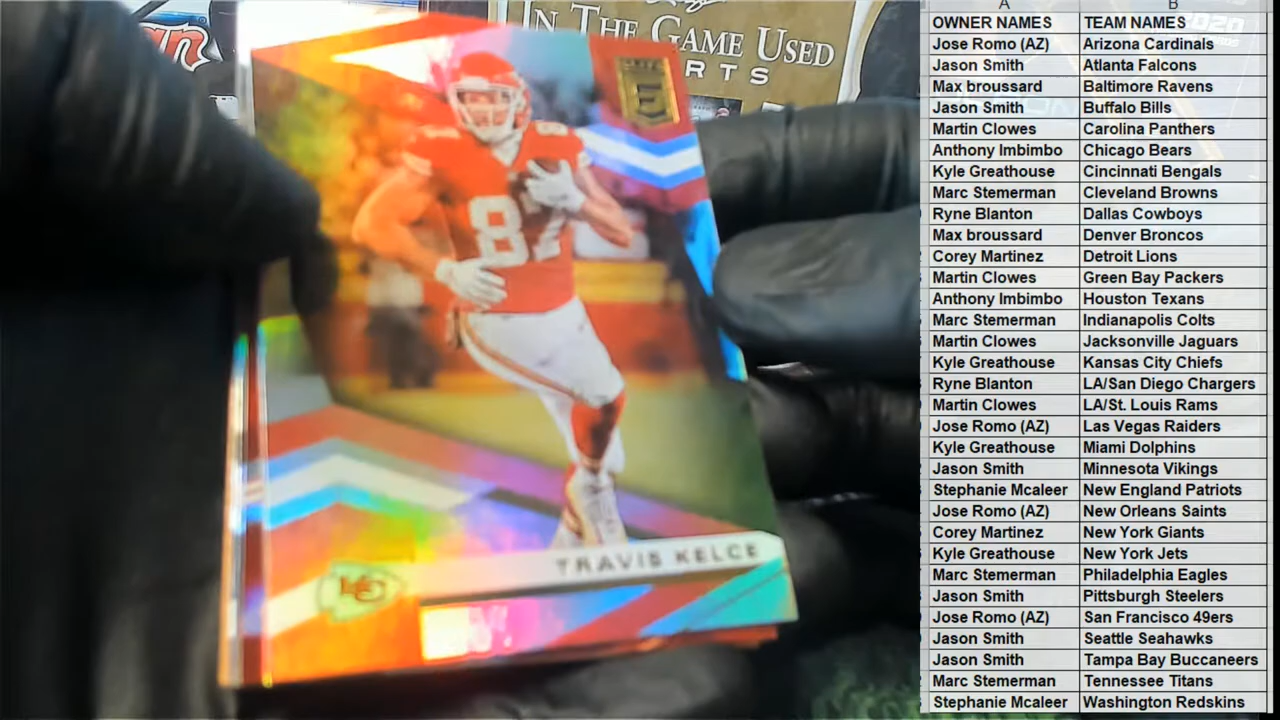 IN THE GAME USED
RTS
ELITE
E
87
87
TRAVIS KELCE
KC
A B
OWNER NAMES TEAM NAMES
Jose Romo (AZ) Arizona Cardinals
Jason Smith Atlanta Falcons
Max broussard Baltimore Ravens
Jason Smith Buffalo Bills
Martin Clowes Carolina Panthers
Anthony Imbimbo Chicago Bears
Kyle Greathouse Cincinnati Bengals
Marc Stemerman Cleveland Browns
Ryne Blanton Dallas Cowboys
Max broussard Denver Broncos
Corey Martinez Detroit Lions
Martin Clowes Green Bay Packers
Anthony Imbimbo Houston Texans
Marc Stemerman Indianapolis Colts
Martin Clowes Jacksonville Jaguars
Kyle Greathouse Kansas City Chiefs
Ryne Blanton LA/San Diego Chargers
Martin Clowes LA/St. Louis Rams
Jose Romo (AZ) Las Vegas Raiders
Kyle Greathouse Miami Dolphins
Jason Smith Minnesota Vikings
Stephanie Mcaleer New England Patriots
Jose Romo (AZ) New Orleans Saints
Corey Martinez New York Giants
Kyle Greathouse New York Jets
Marc Stemerman Philadelphia Eagles
Jason Smith Pittsburgh Steelers
Jose Romo (AZ) San Francisco 49ers
Jason Smith Seattle Seahawks
Jason Smith Tampa Bay Buccaneers
Marc Stemerman Tennessee Titans
Stephanie Mcaleer Washington Redskins